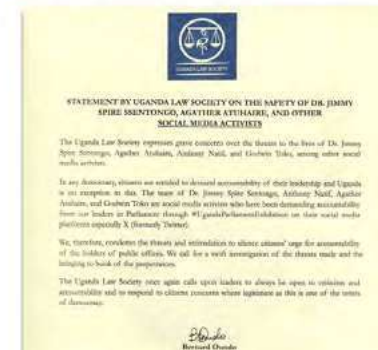 UGANDA LAW SOCIETY
STATEMENT BY UGANDA LAW SOCIETY ON THE SAFETY OF DR. JIMMY
SPIRE SSENTONGO, AGATHER ATUHAIRE, AND OTHER
SOCIAL MEDIA ACTIVISTS
The Uganda Law Society expresses grave concern over the threats to the lives of Dr. Jimmy
Spire Ssentongo, Agather Atuhaire, Anthony Natif, and Godwin Toko, among other social
media activists.
In any democracy, citizens are entitled to demand accountability of their leadership and Uganda
is no exception to this. The team of Dr. Jimmy Spire Ssentongo, Anthony Natif, Agather
Atuhaire, and Godwin Toko are social media activists who have been demanding accountability
from our leaders in Parliament through #UgandaParliamentExhibition on their social media
platforms especially X (formerly Twitter).
We, therefore, condemn the threats and intimidation to silence citizens' urge for accountability
of the holders of public offices. We call for a swift investigation of the threats made and the
bringing to book of the perpetrators.
The Uganda Law Society once again calls upon leaders to always be open to criticism and
accountability and to respond to citizens concerns where legitimate as this is one of the tenets
of democracy.
Bernard Oundo